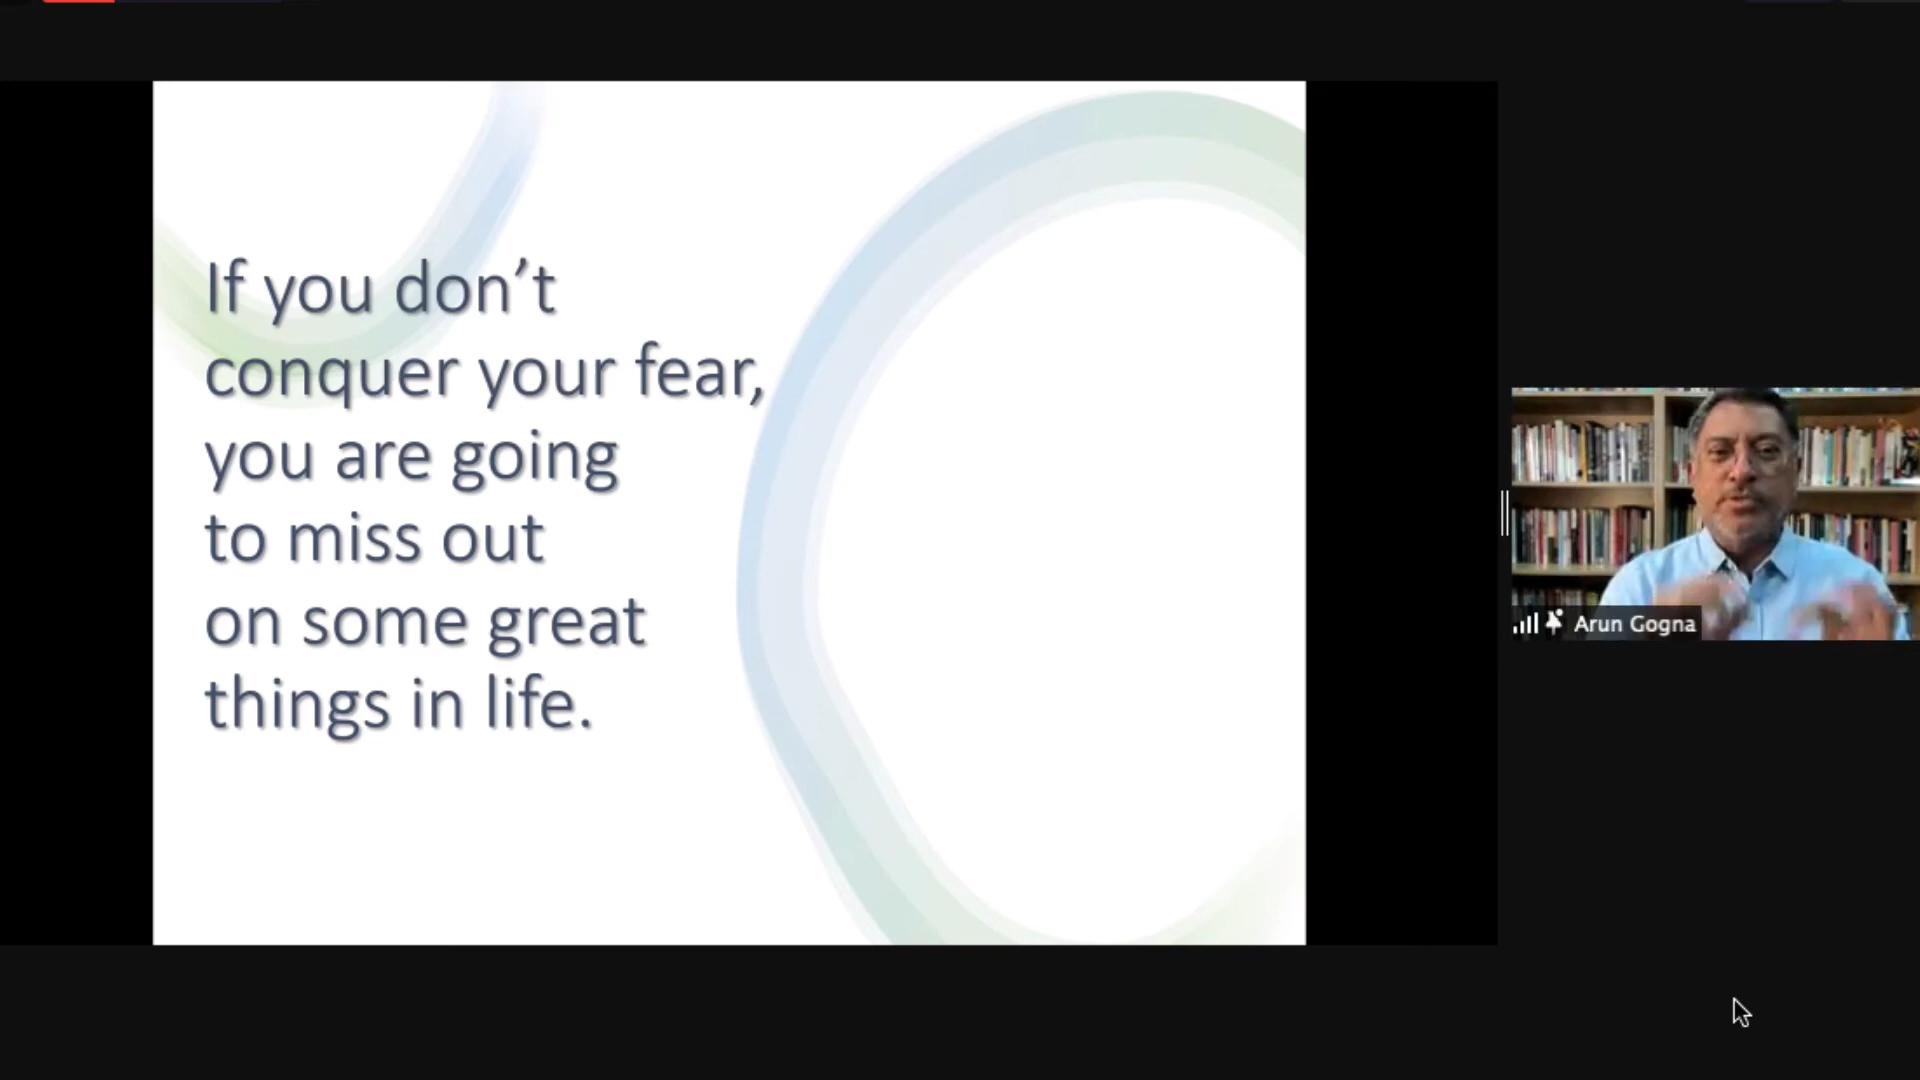 If you don’t
conquer your fear,
you are going
to miss out
on some great
things in life.
Arun Gogna